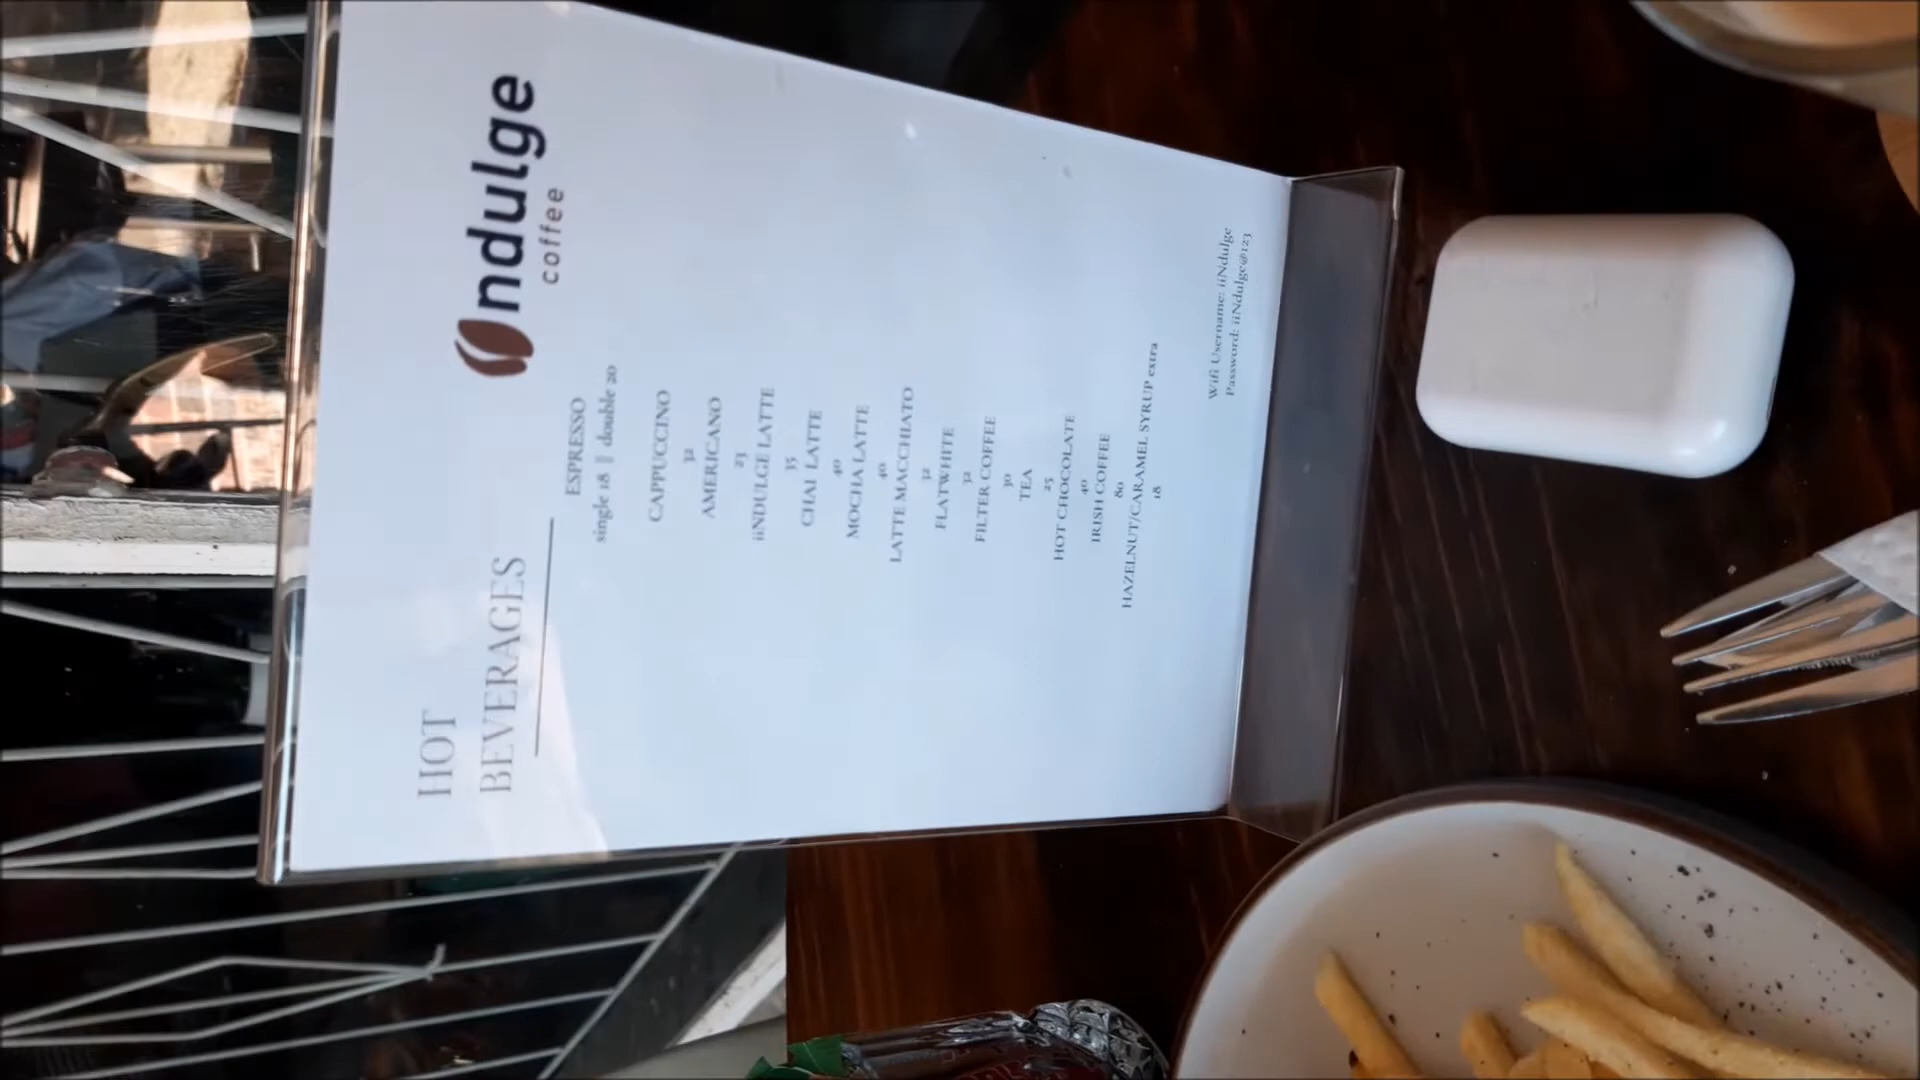 ndulge
coffee
HOT
BEVERAGES
ESPRESSO
single 18 || double 20
CAPPUCCINO
32
AMERICANO
23
iiNDULGE LATTE
35
CHAI LATTE
40
MOCHA LATTE
40
LATTE MACCHIATO
32
FLATWHITE
32
FILTER COFFEE
30
TEA
25
HOT CHOCOLATE
40
IRISH COFFEE
80
HAZELNUT/CARAMEL SYRUP extra
18
Wifi Username: iiNdulge
Password: iiNdulge@123